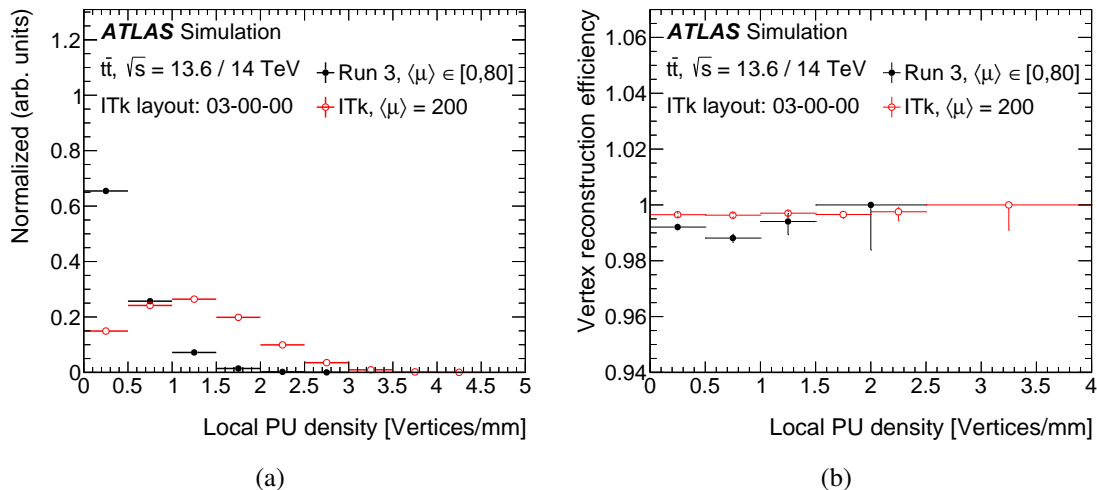 ATLAS Simulation
tt̄, √s = 13.6 / 14 TeV
ITk layout: 03-00-00
Run 3, ⟨μ⟩ ∈ [0,80]
ITk, ⟨μ⟩ = 200
Normalized (arb. units)
1.2
1
0.8
0.6
0.4
0.2
0
0 0.5 1 1.5 2 2.5 3 3.5 4 4.5 5
Local PU density [Vertices/mm]
(a)
ATLAS Simulation
tt̄, √s = 13.6 / 14 TeV
ITk layout: 03-00-00
Run 3, ⟨μ⟩ ∈ [0,80]
ITk, ⟨μ⟩ = 200
Vertex reconstruction efficiency
1.06
1.04
1.02
1
0.98
0.96
0.94
0 0.5 1 1.5 2 2.5 3 3.5 4
Local PU density [Vertices/mm]
(b)